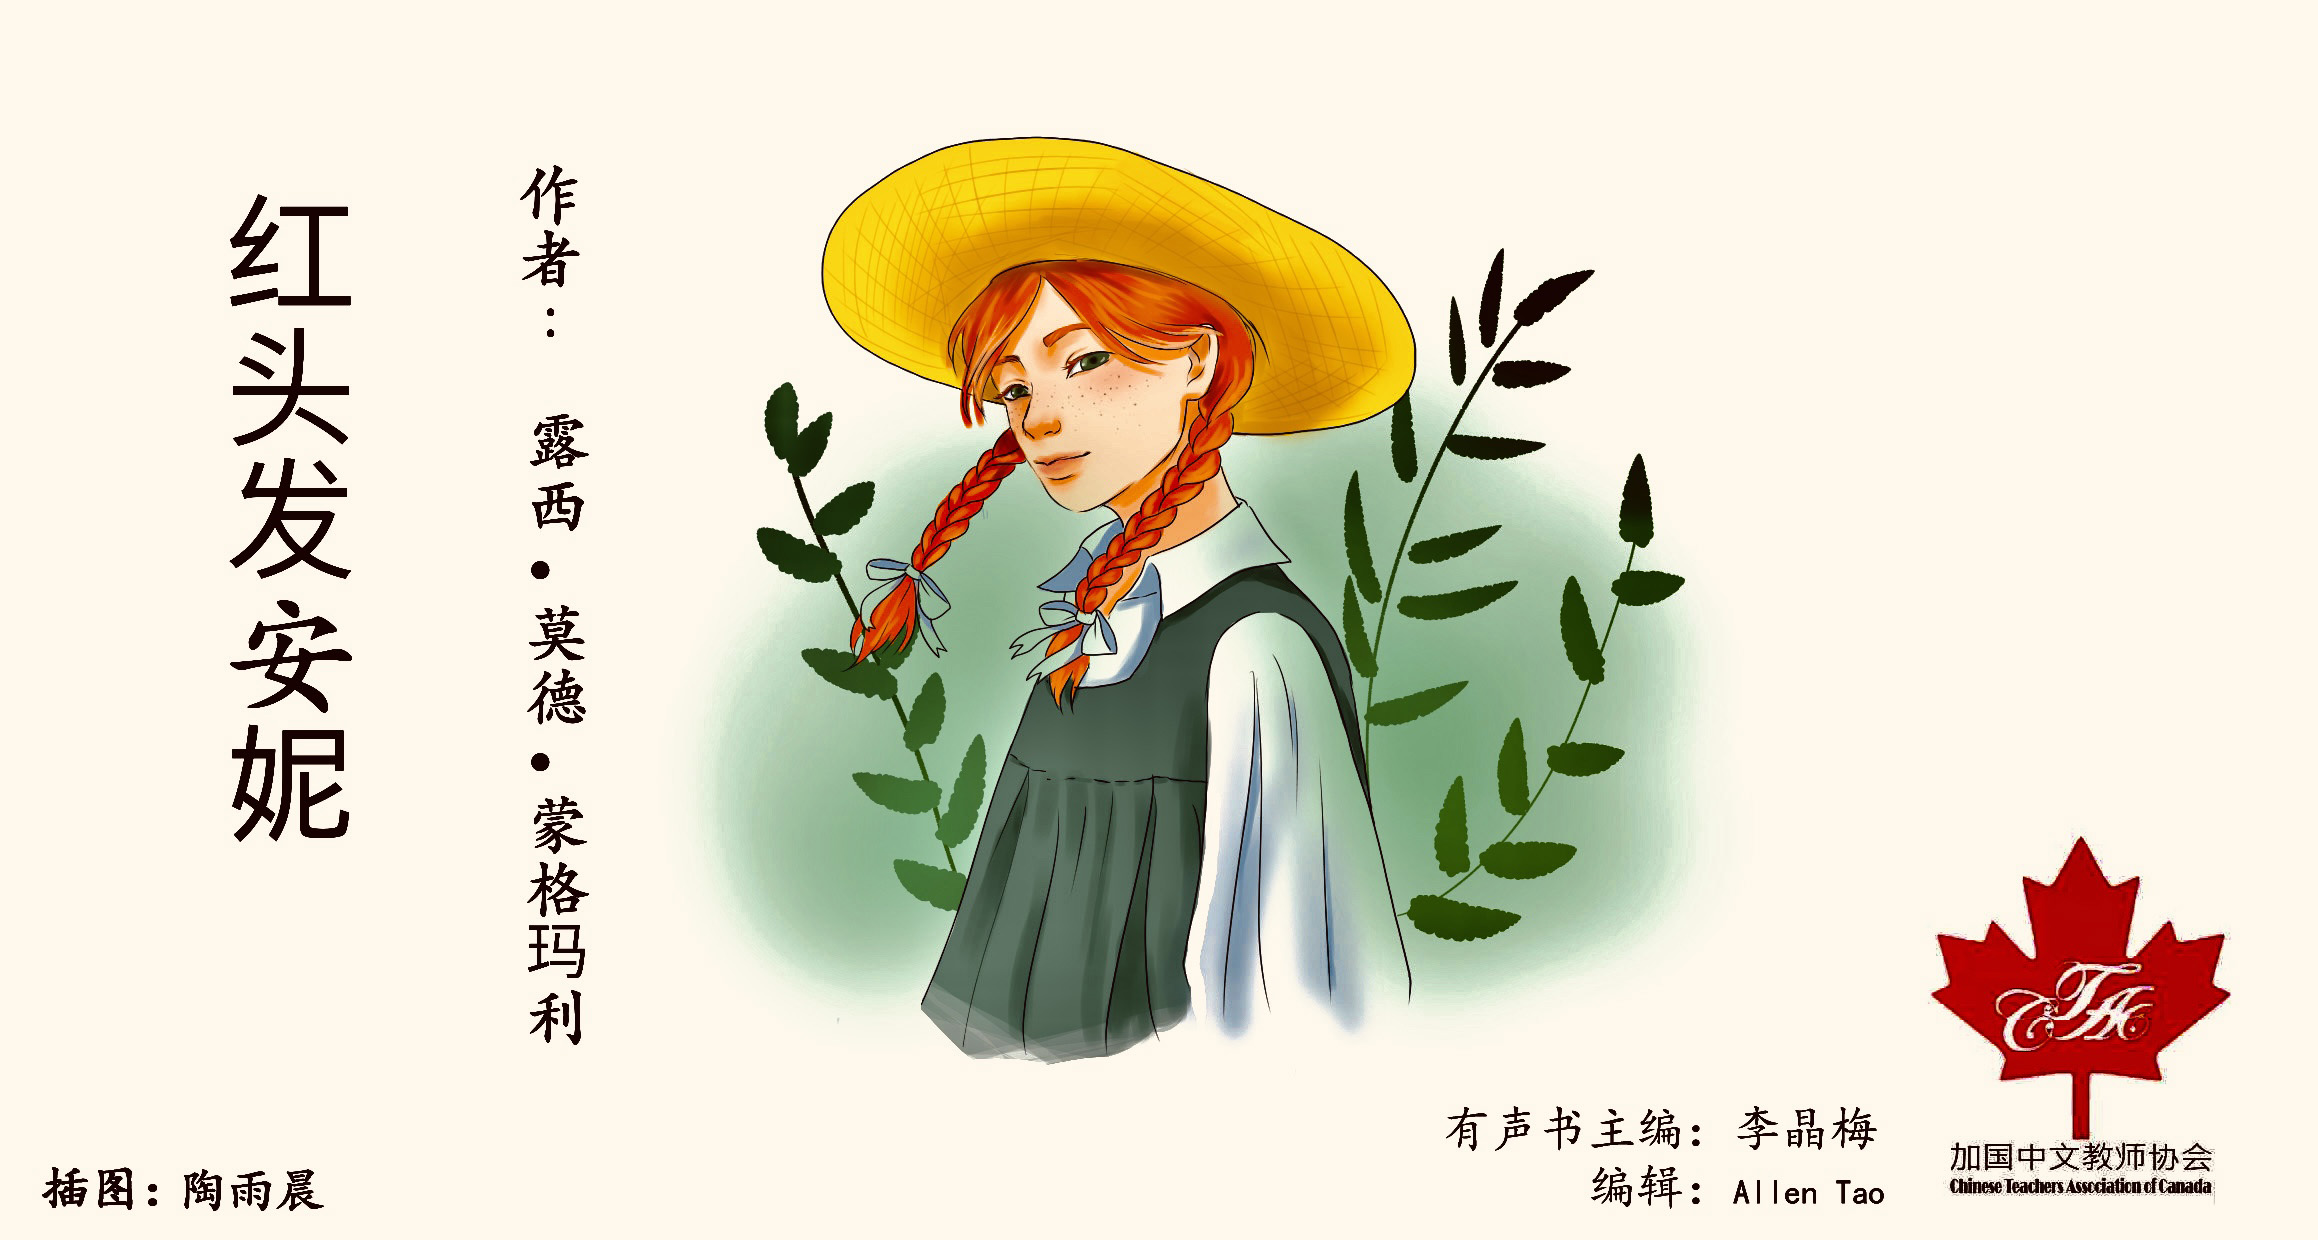 红头发安妮
作者： 露西•莫德•蒙格玛利
插图：陶雨晨
有声书主编：李晶梅
编辑：Allen Tao
CTAC
加国中文教师协会
Chinese Teachers Association of Canada